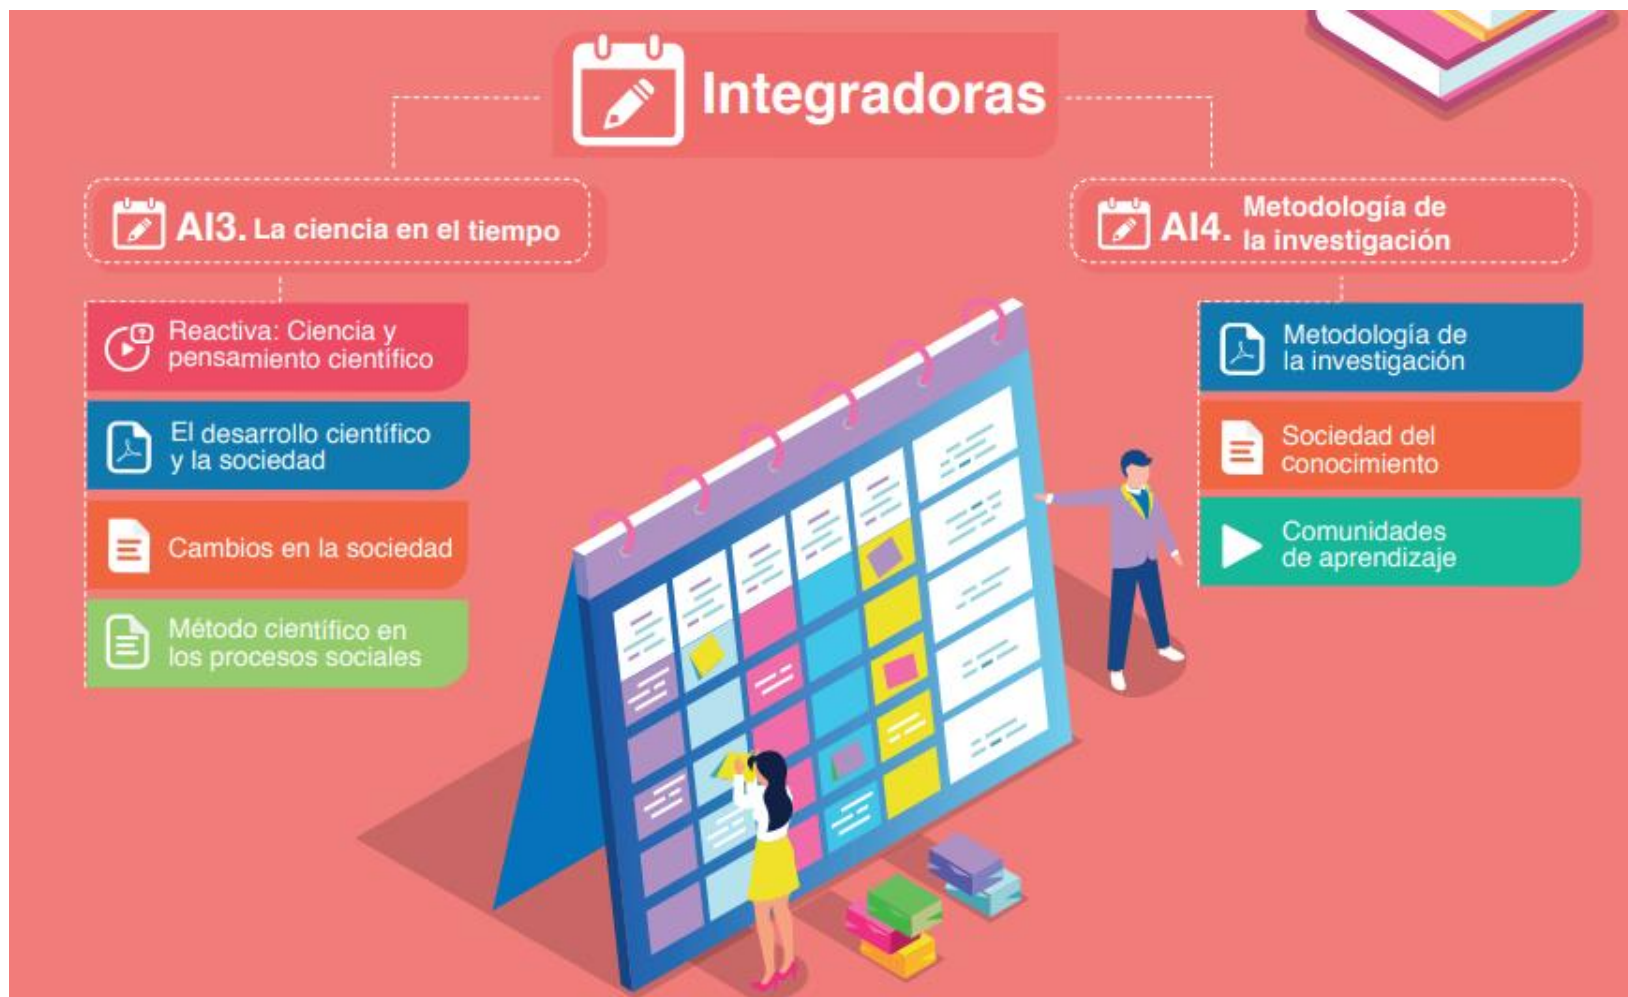 Integradoras
AI3. La ciencia en el tiempo
Reactiva: Ciencia y
pensamiento científico
El desarrollo científico
y la sociedad
Cambios en la sociedad
Método científico en
los procesos sociales
AI4. Metodología de
la investigación
Metodología de
la investigación
Sociedad del
conocimiento
Comunidades
de aprendizaje